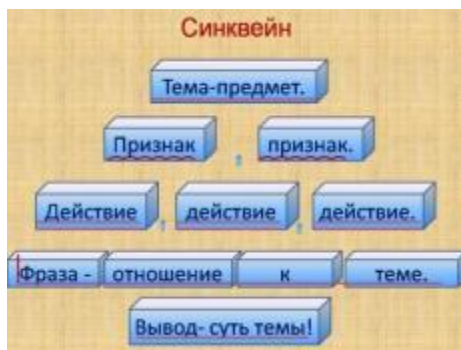 Синквейн
Тема-предмет.
Признак , признак.
Действие , действие , действие.
Фраза - отношение к теме.
Вывод- суть темы!